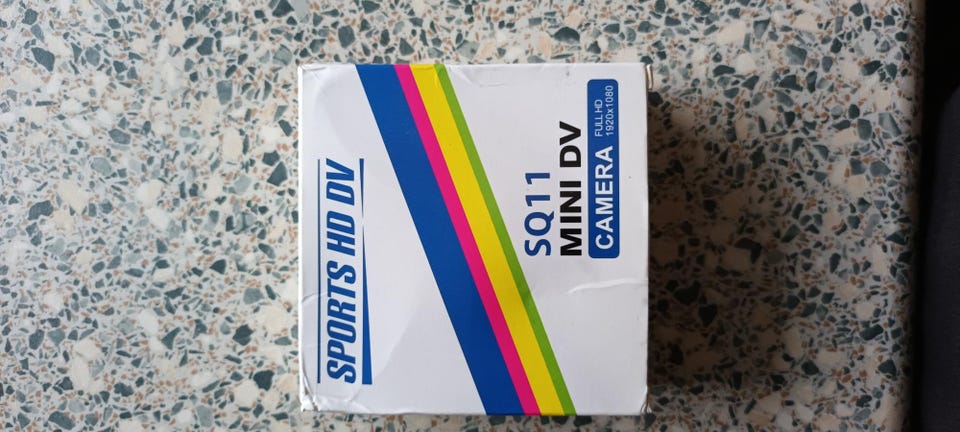 SPORTS HD DV
SQ11
MINI DV
CAMERA FULL HD
1920x1080